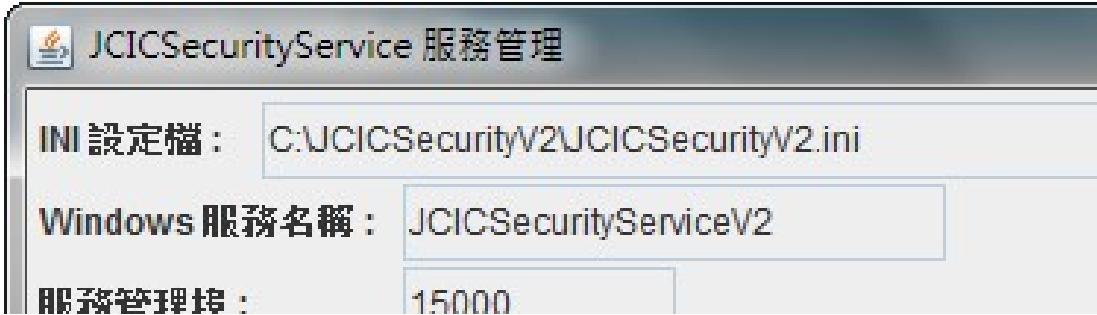 JCICSecurityService 服務管理
INI 設定檔：　C:\JCICSecurityV2\JCICSecurityV2.ini
Windows 服務名稱：　JCICSecurityServiceV2
服務管理埠：　15000